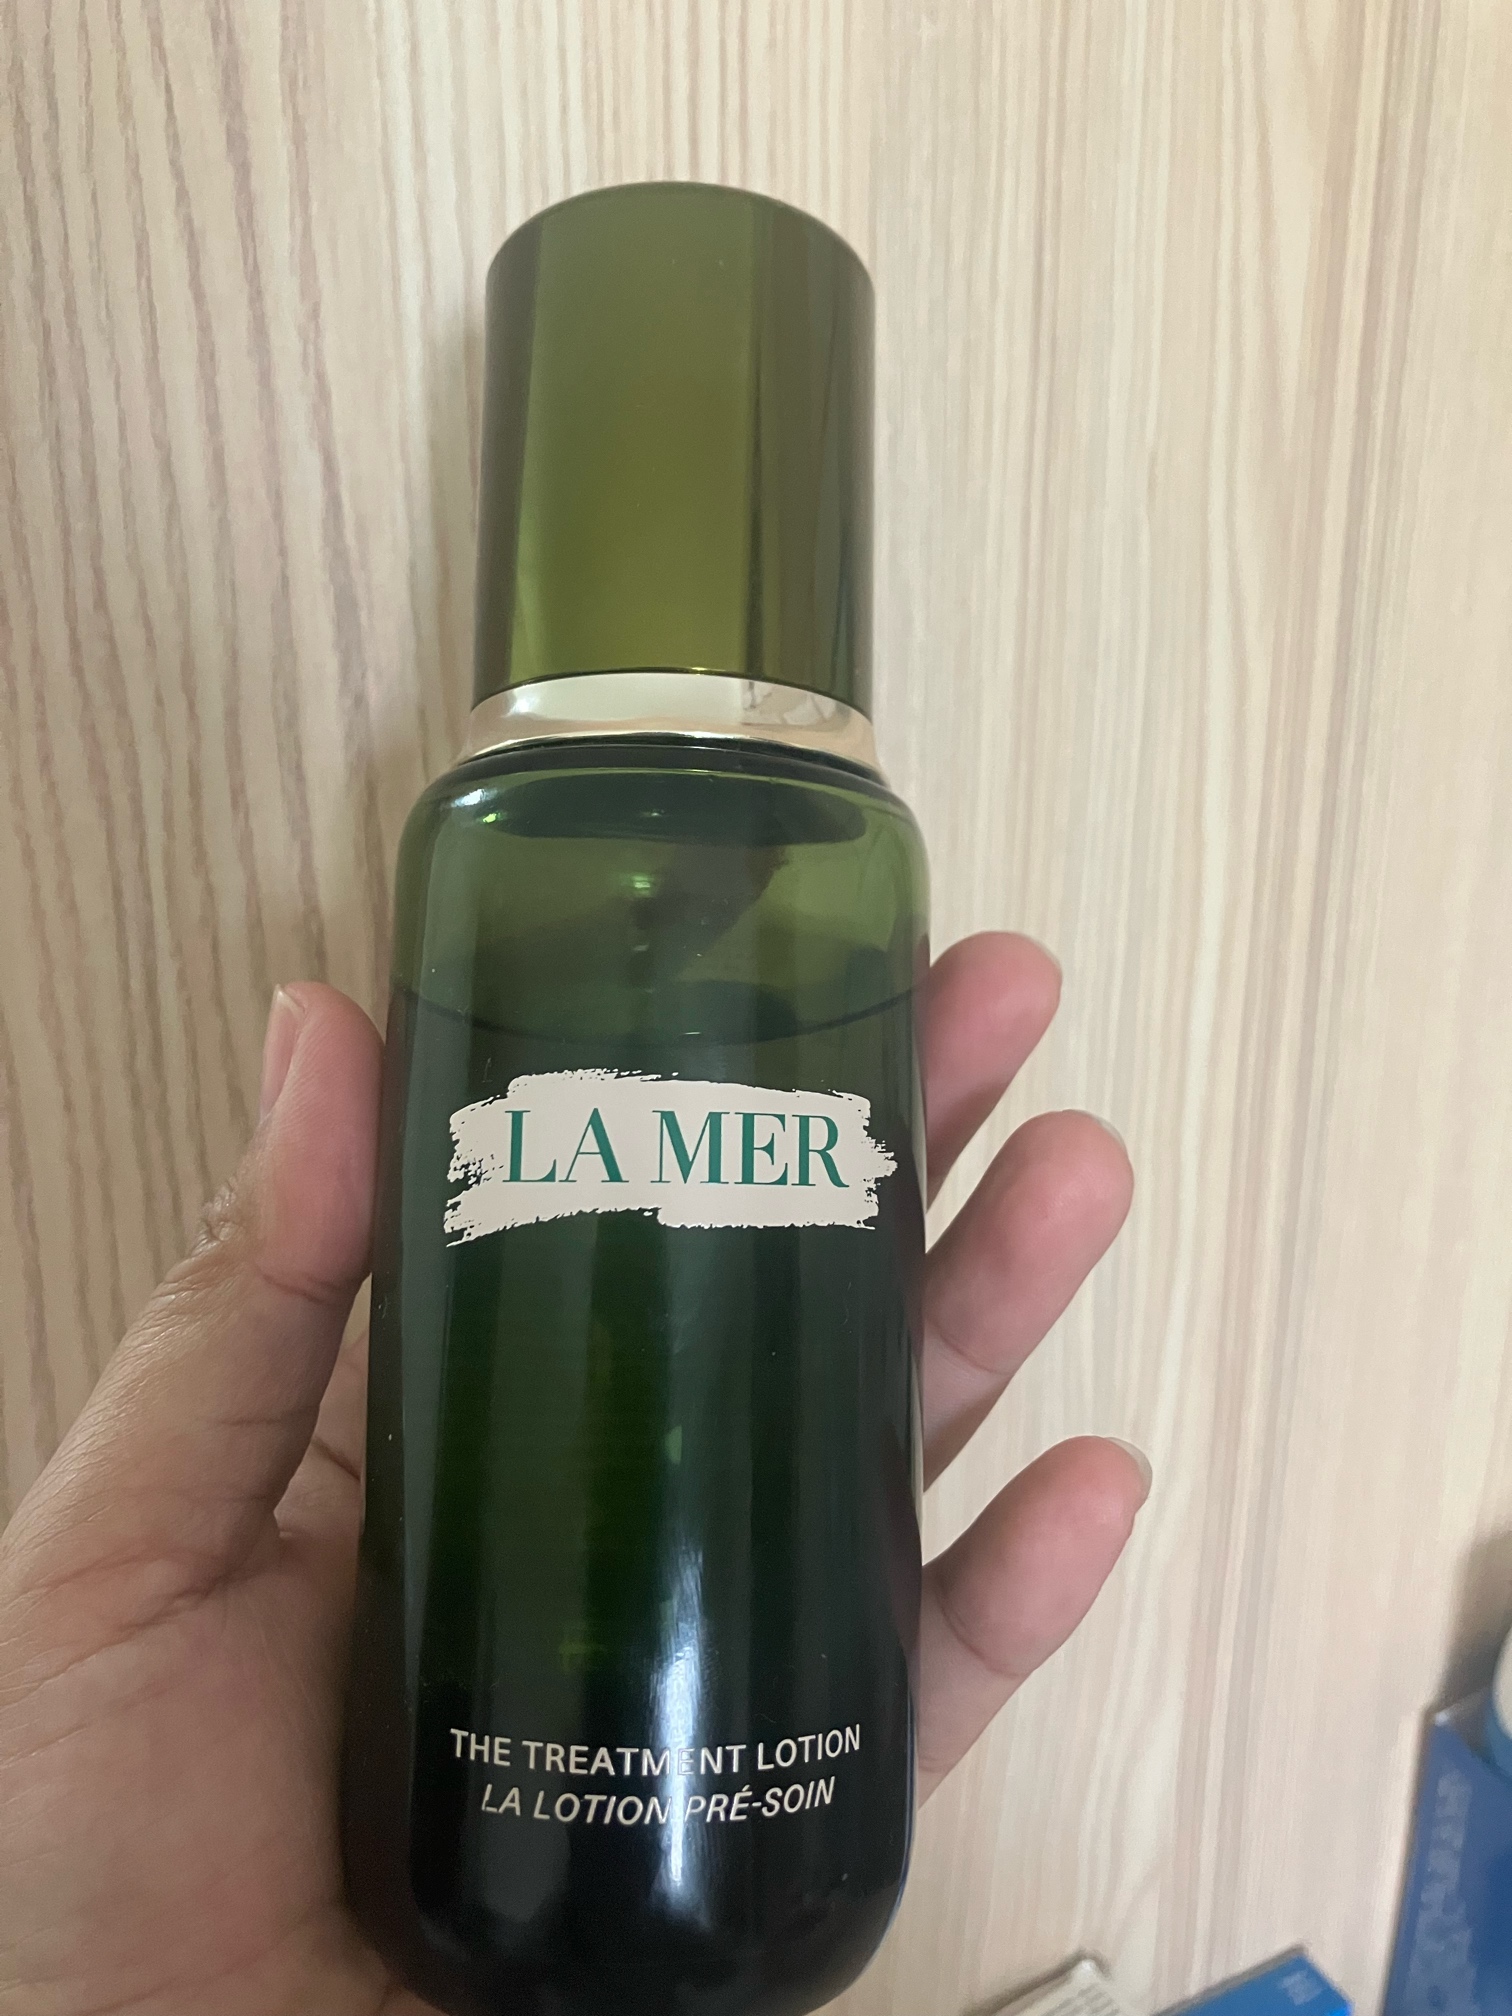 LA MER
THE TREATMENT LOTION
LA LOTION PRÉ-SOIN